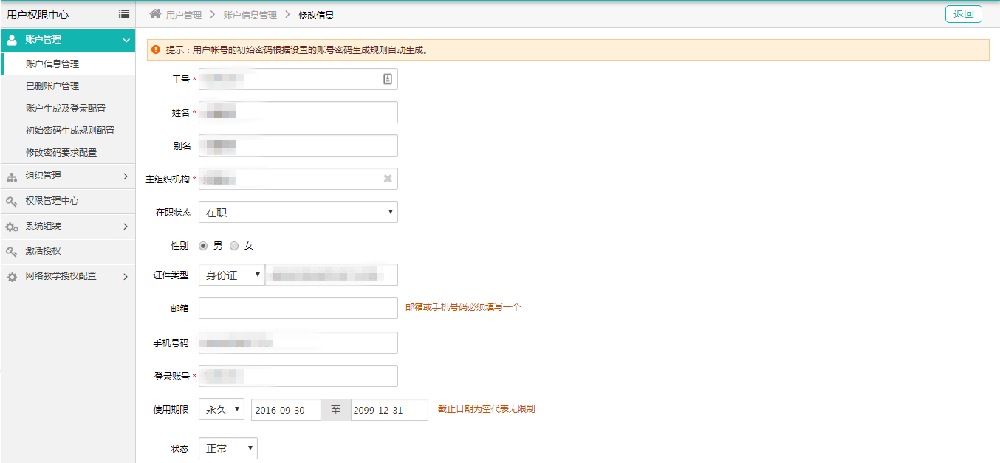 用户权限中心
用户管理 > 账户信息管理 > 修改信息
返回
账户管理
账户信息管理
已删账户管理
账户生成及登录配置
初始密码生成规则配置
修改密码要求配置
组织管理
权限管理中心
系统组装
激活授权
网络教学授权配置
提示：用户帐号的初始密码根据设置的账号密码生成规则自动生成。
工号 *
姓名 *
别名
主组织机构 *
在职状态 在职
性别 男 女
证件类型 身份证
邮箱 邮箱或手机号码必须填写一个
手机号码
登录账号 *
使用期限 永久 2016-09-30 至 2099-12-31 截止日期为空代表无限制
状态 正常